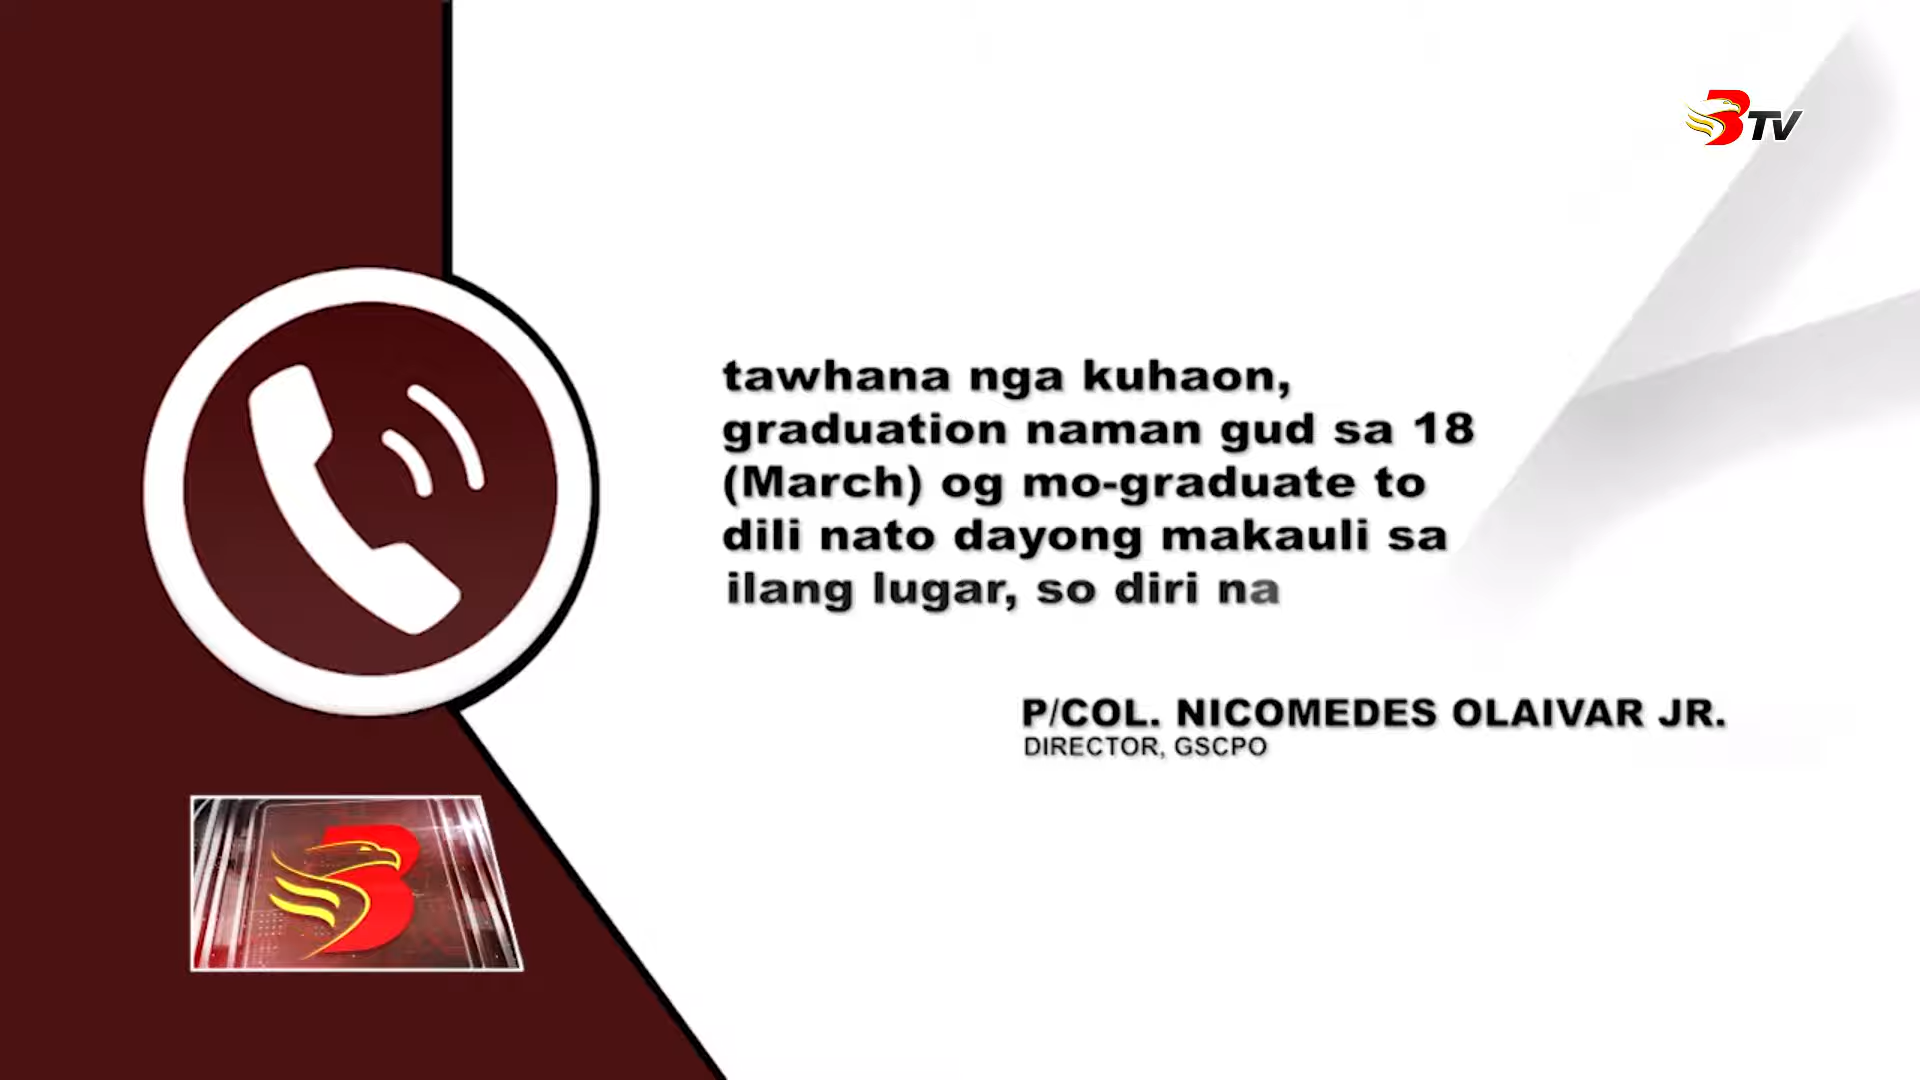 BTV
tawhana nga kuhaon,
graduation naman gud sa 18
(March) og mo-graduate to
dili nato dayong makauli sa
ilang lugar, so diri na
P/COL. NICOMEDES OLAIVAR JR.
DIRECTOR, GSCPO
B